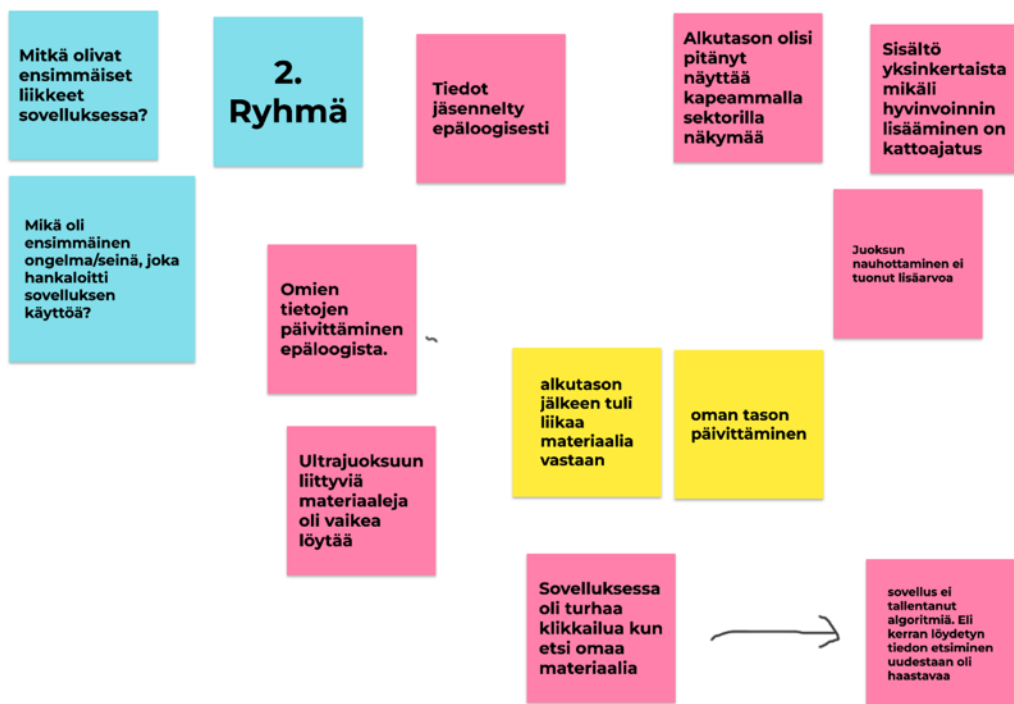 Mitkä olivat
ensimmäiset
liikkeet
sovelluksessa?
2.
Ryhmä
Tiedot
jäsennelty
epäloogisesti
Alkutason olisi
pitänyt
näyttää
kapeammalla
sektorilla
näkymää
Sisältö
yksinkertaista
mikäli
hyvinvoinnin
lisääminen on
kattoajatus
Mikä oli
ensimmäinen
ongelma/seinä, joka
hankaloitti
sovelluksen
käyttöä?
Juoksun
nauhottaminen ei
tuonut lisäarvoa
Omien
tietojen
päivittäminen
epäloogista.
alkutason
jälkeen tuli
liikaa
materiaalia
vastaan
oman tason
päivittäminen
Ultrajuoksuun
liittyviä
materiaaleja
oli vaikea
löytää
Sovelluksessa
oli turhaa
klikkailua kun
etsi omaa
materiaalia
sovellus ei
tallentanut
algoritmiä. Eli
kerran löydetyn
tiedon etsiminen
uudestaan oli
haastavaa